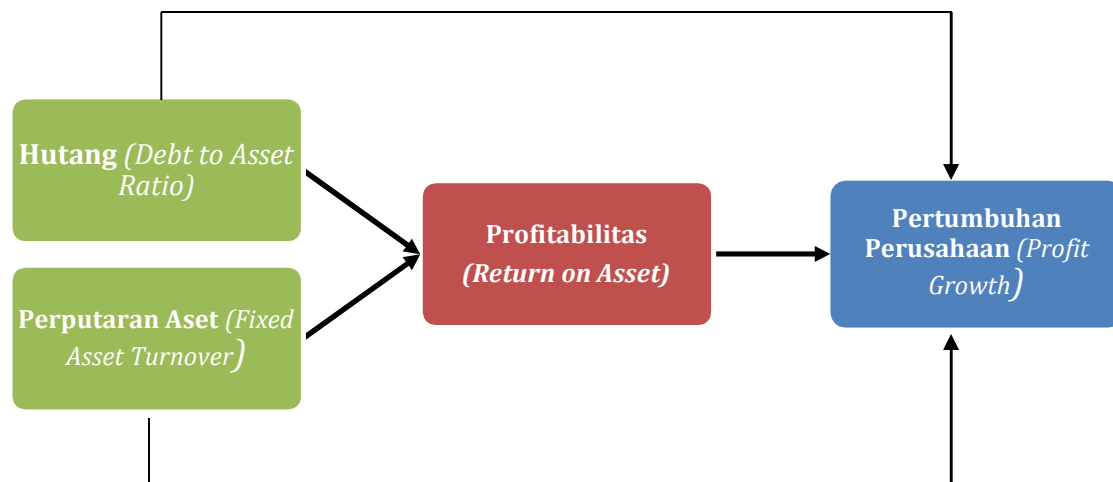 Hutang (Debt to Asset
Ratio)
Perputaran Aset (Fixed
Asset Turnover)
Profitabilitas
(Return on Asset)
Pertumbuhan
Perusahaan (Profit
Growth)